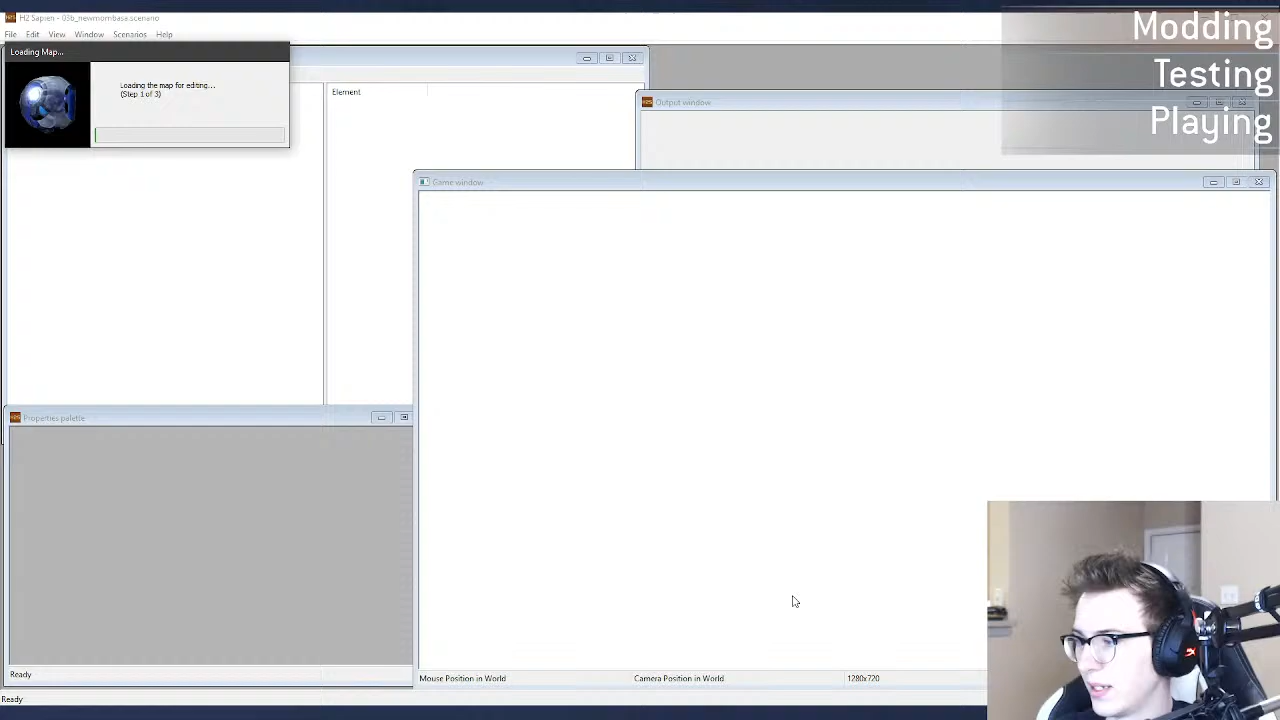 H2 Sapien - 03b_newmombasa.scenario
File Edit View Window Scenarios Help
Loading Map...
Loading the map for editing...
(Step 1 of 3)
Element
Output window
Game window
Properties palette
Ready
Mouse Position in World
Camera Position in World
1280x720
Ready
Modding
Testing
Playing